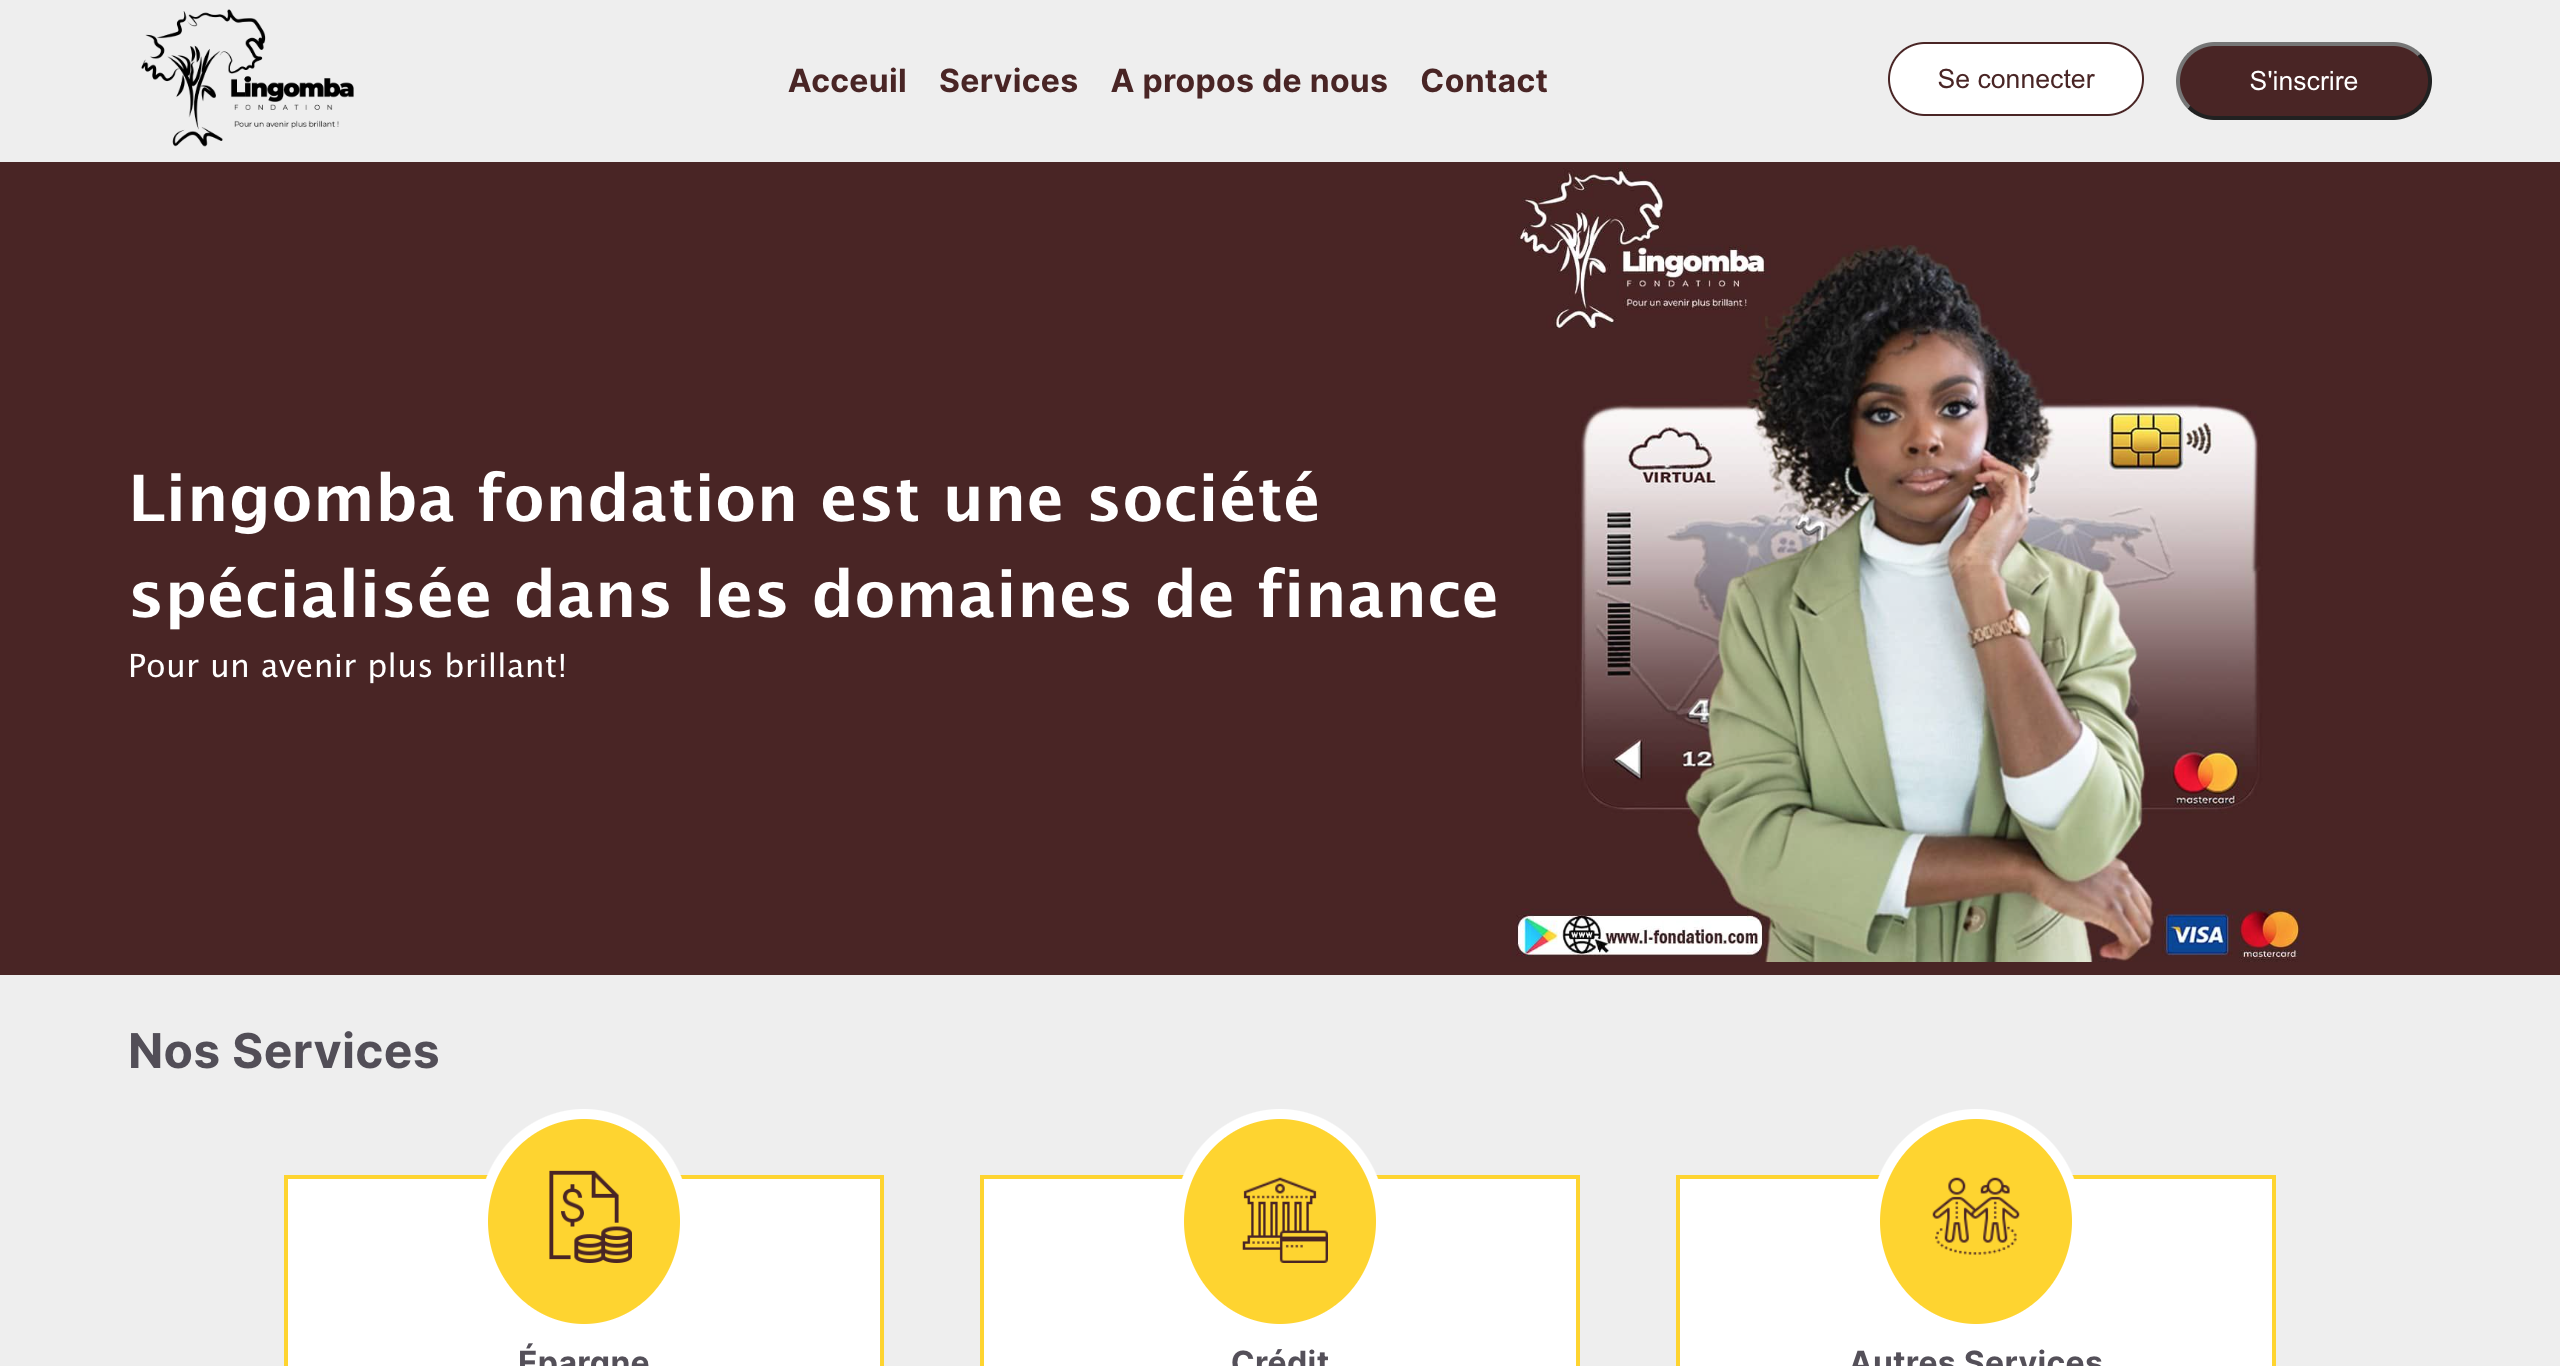 Lingomba
FONDATION
Pour un avenir plus brillant !
Acceuil
Services
A propos de nous
Contact
Se connecter
S'inscrire
Lingomba
FONDATION
Pour un avenir plus brillant !
Lingomba fondation est une société
spécialisée dans les domaines de finance
Pour un avenir plus brillant!
VIRTUAL
4
12
mastercard
www
www.l-fondation.com
VISA
mastercard
Nos Services
$
Épargne
Crédit
Autres Services